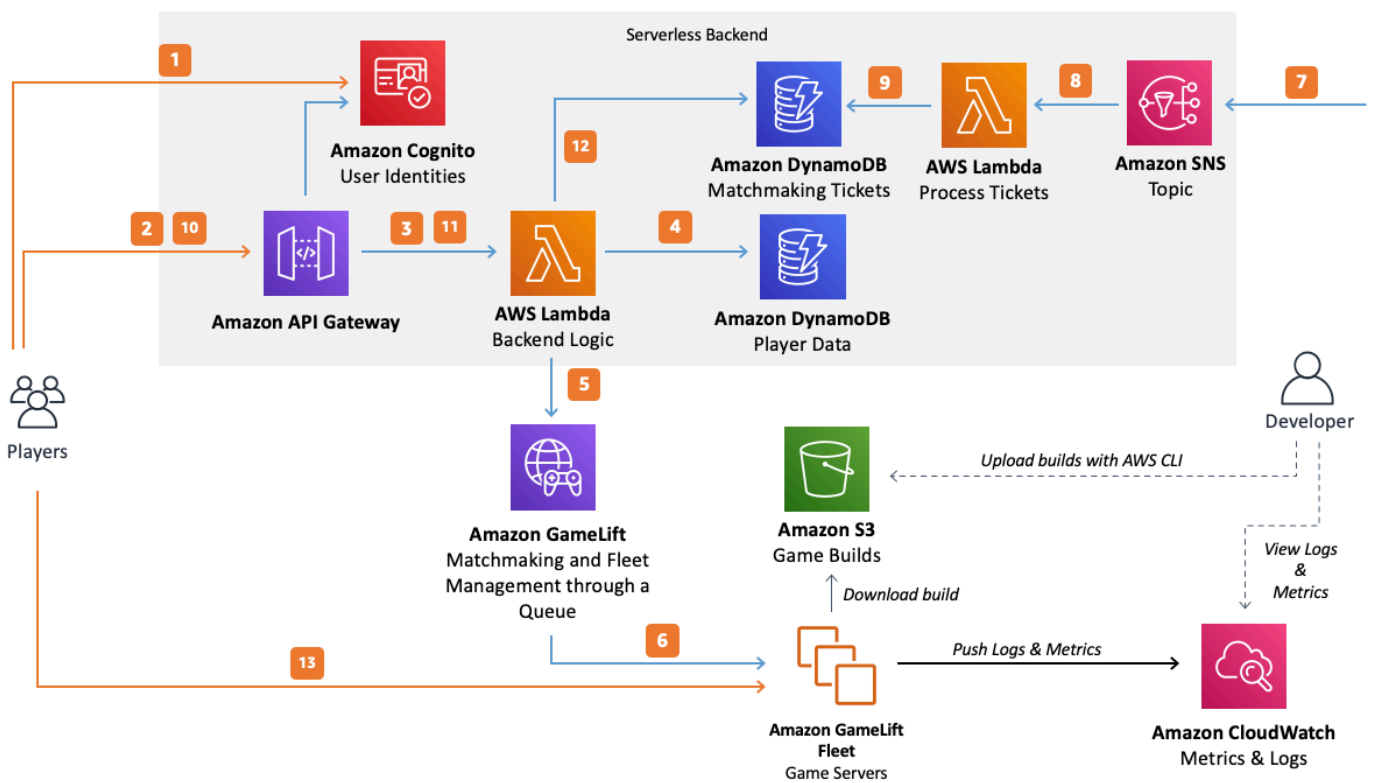 Serverless Backend
1
9
8
7
Amazon Cognito
User Identities
12
Amazon DynamoDB
Matchmaking Tickets
AWS Lambda
Process Tickets
Amazon SNS
Topic
2
10
3
11
4
Amazon API Gateway
AWS Lambda
Backend Logic
Amazon DynamoDB
Player Data
5
Players
Developer
Upload builds with AWS CLI
Amazon GameLift
Matchmaking and Fleet
Management through a
Queue
Amazon S3
Game Builds
View Logs
&
Metrics
Download build
6
13
Push Logs & Metrics
Amazon GameLift
Fleet
Game Servers
Amazon CloudWatch
Metrics & Logs